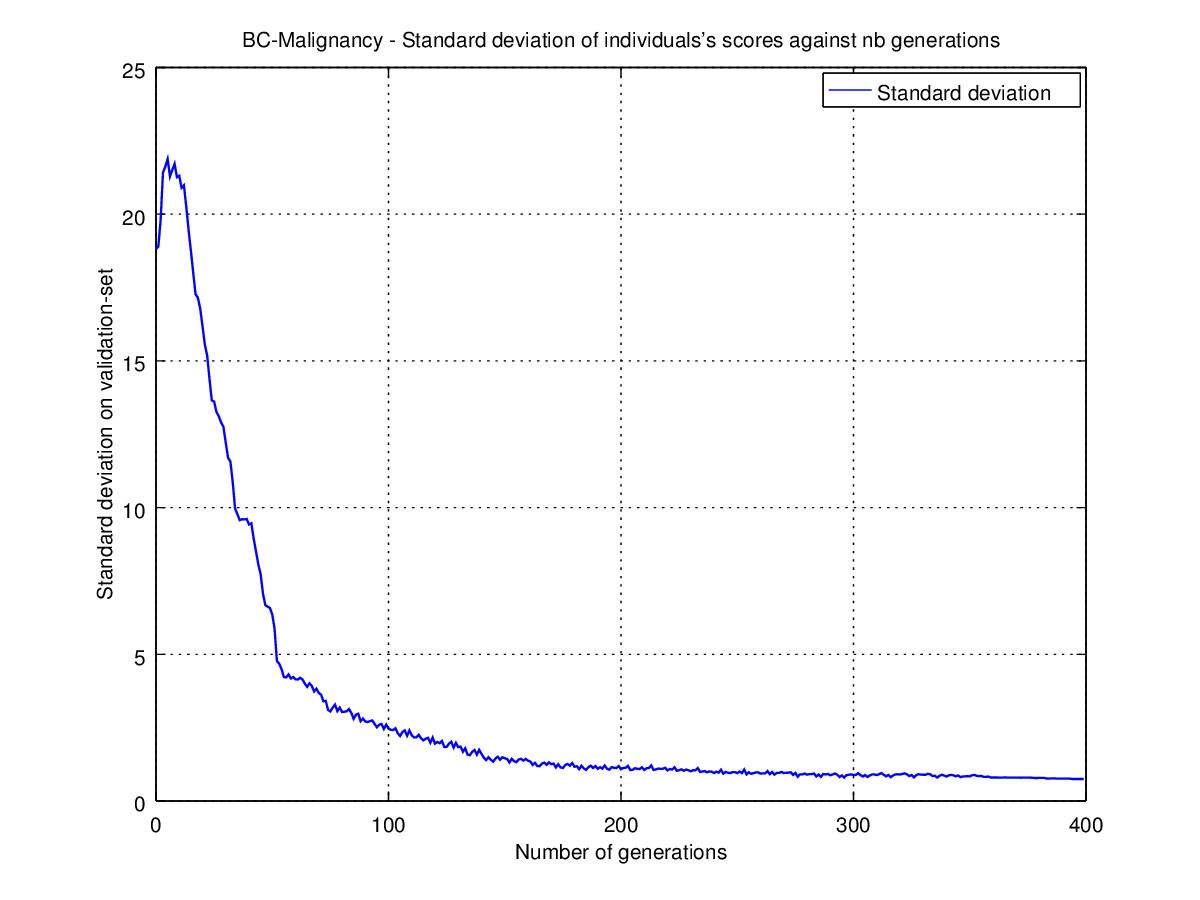 BC-Malignancy - Standard deviation of individuals's scores against nb generations
25
Standard deviation
20
15
10
5
0
Standard deviation on validation-set
0 100 200 300 400
Number of generations